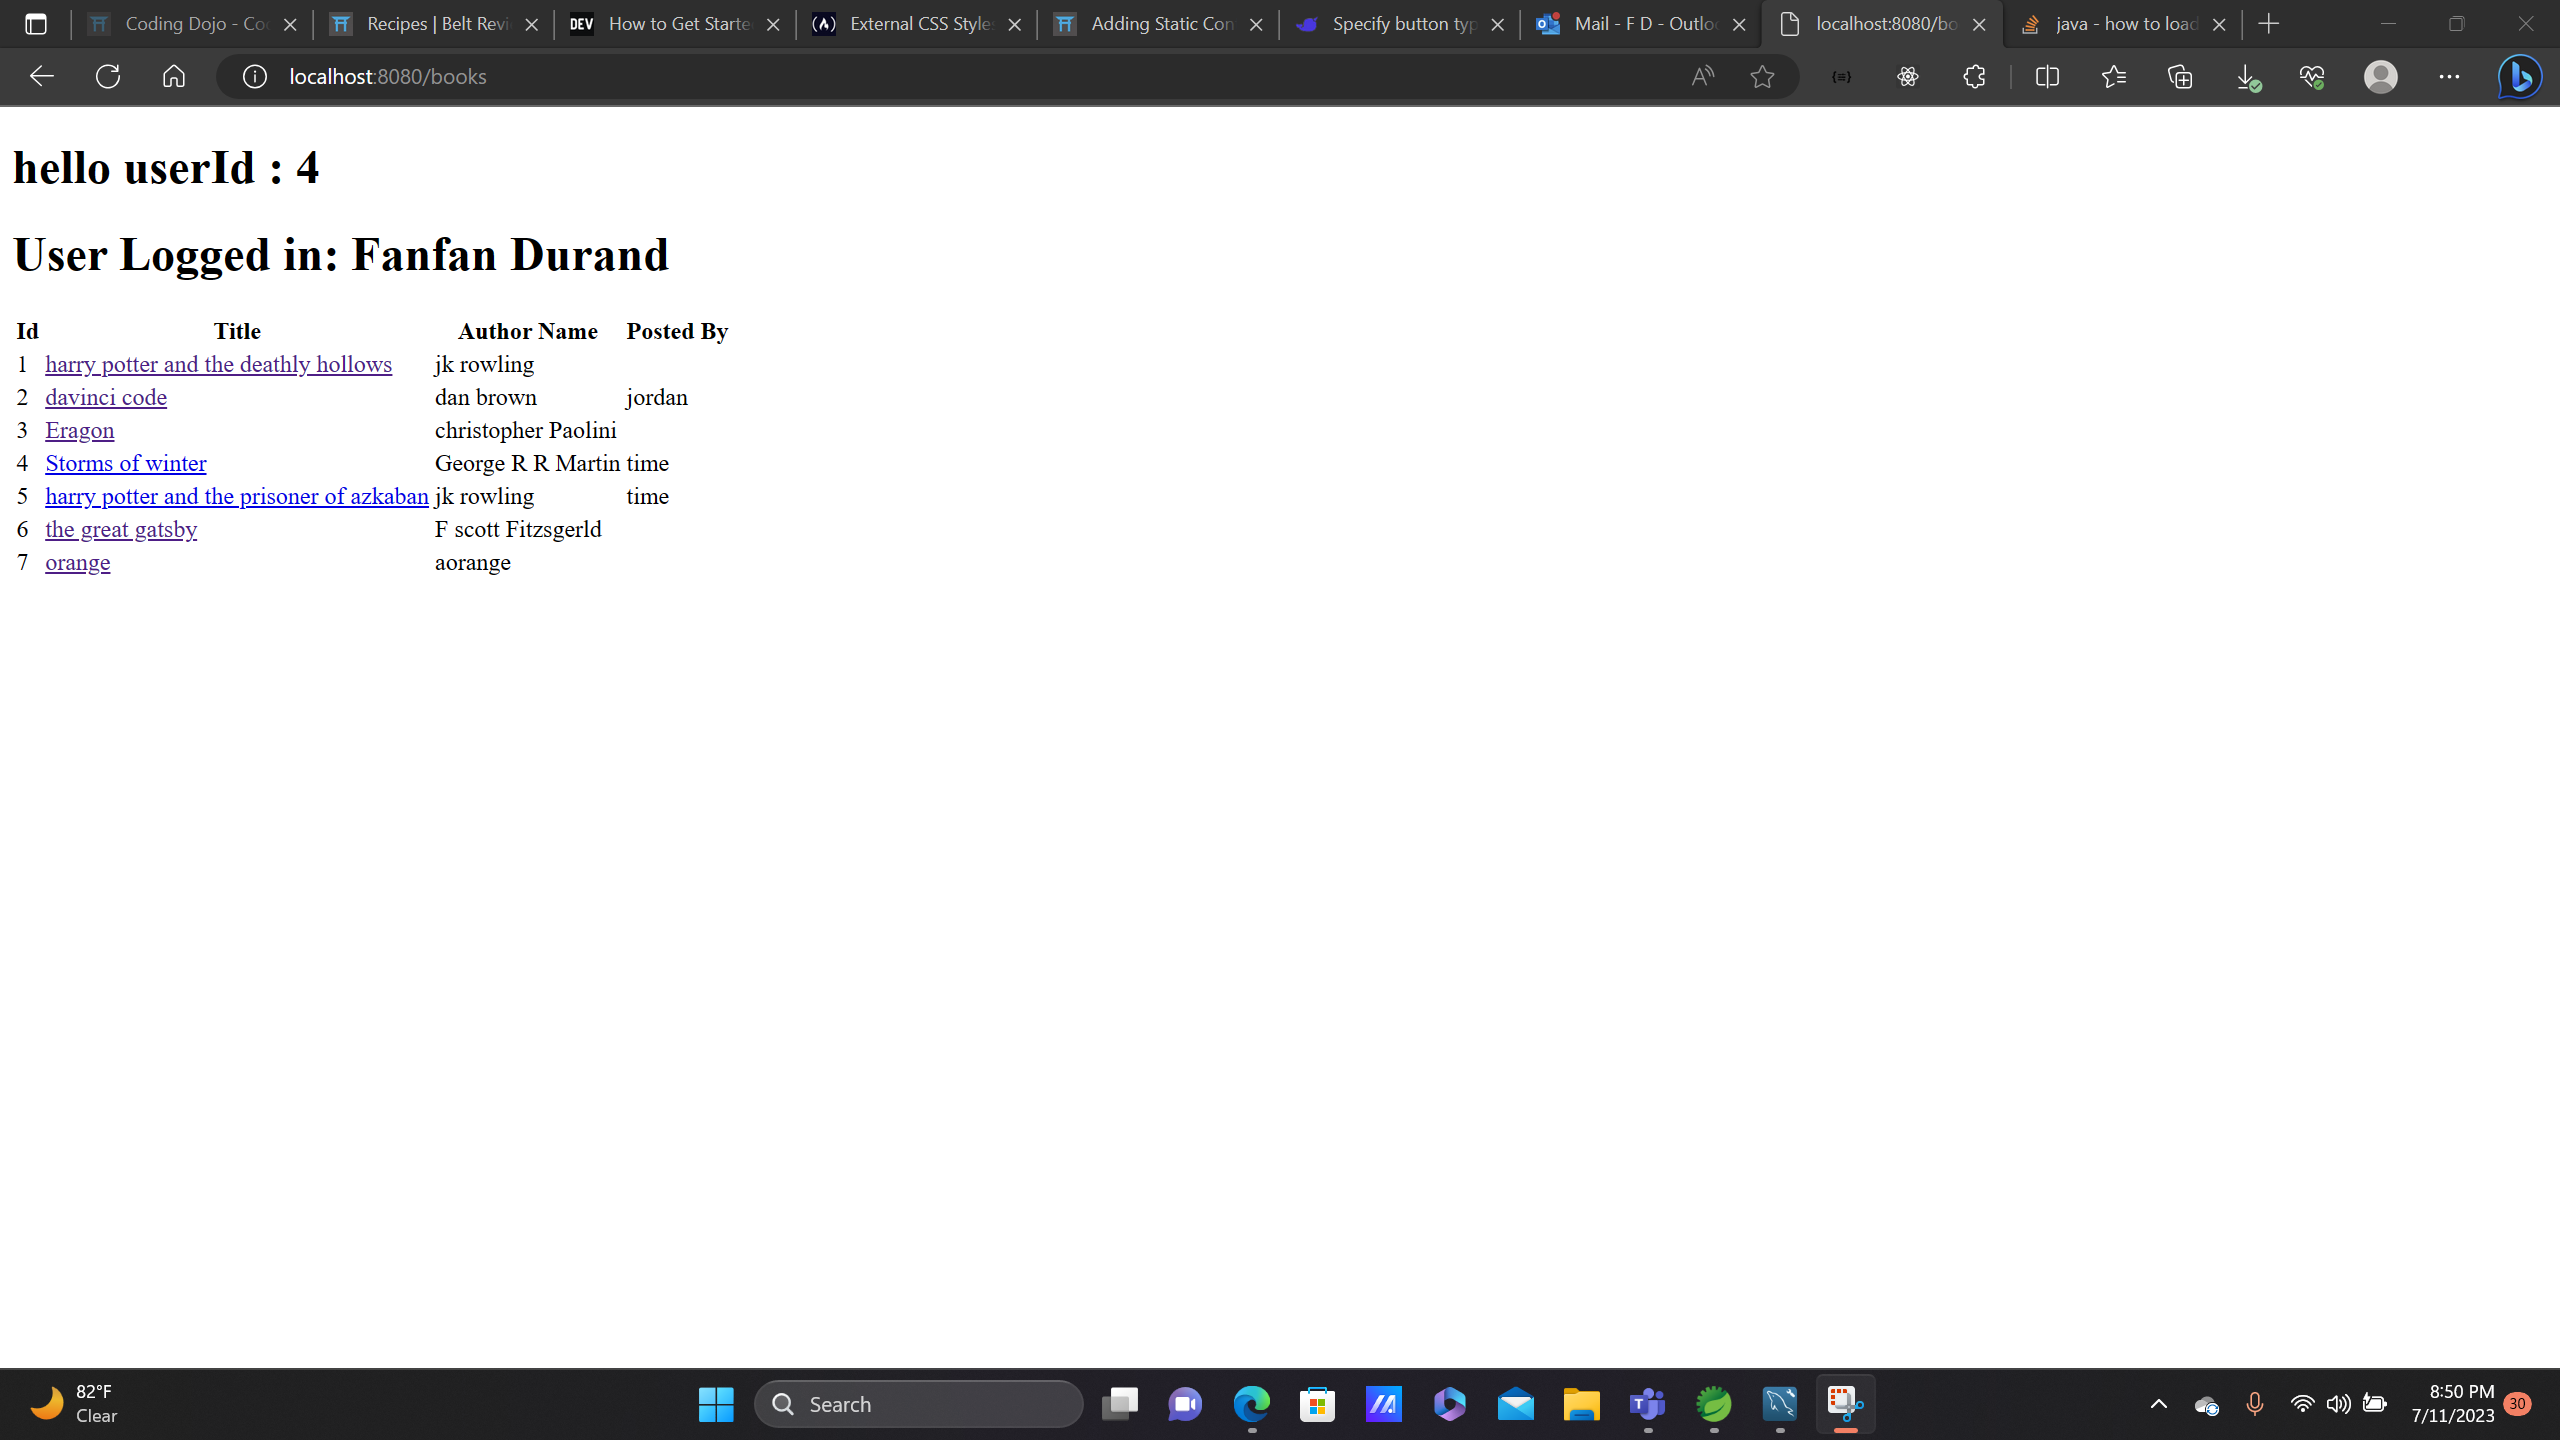 Coding Dojo - Co
Recipes | Belt Revi
DEV How to Get Starte
External CSS Style
Adding Static Con
Specify button typ
Mail - F D - Outlo
localhost:8080/bo
java - how to load
localhost:8080/books
hello userId : 4
User Logged in: Fanfan Durand
Id Title Author Name Posted By
1 harry potter and the deathly hollows jk rowling
2 davinci code dan brown jordan
3 Eragon christopher Paolini
4 Storms of winter George R R Martin time
5 harry potter and the prisoner of azkaban jk rowling time
6 the great gatsby F scott Fitzsgerld
7 orange aorange
82°F
Clear
Search
8:50 PM
7/11/2023
30